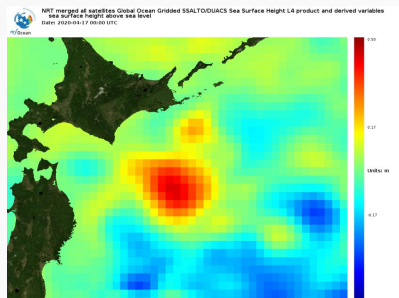 NRT merged all satellites Global Ocean Gridded SSALTO/DUACS Sea Surface Height L4 product and derived variables
sea surface height above sea level
Date: 2020-04-17 00:00 UTC
0.50
0.17
Units: m
-0.17